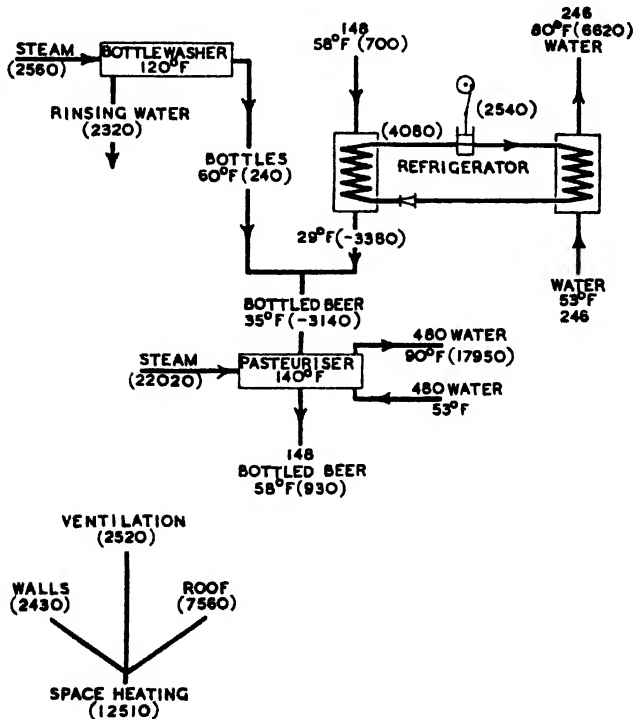 STEAM
(2560)
BOTTLEWASHER
120°F
RINSING WATER
(2320)
BOTTLES
60°F(240)
148
58°F(700)
(4080)
(2540)
REFRIGERATOR
246
80°F(6620)
WATER
29°F(-3380)
WATER
53°F
246
BOTTLED BEER
35°F(-3140)
STEAM
(22020)
PASTEURISER
140°F
480 WATER
90°F(17950)
480 WATER
53°F
148
BOTTLED BEER
58°F(930)
VENTILATION
(2520)
WALLS
(2430)
ROOF
(7560)
SPACE HEATING
(12510)